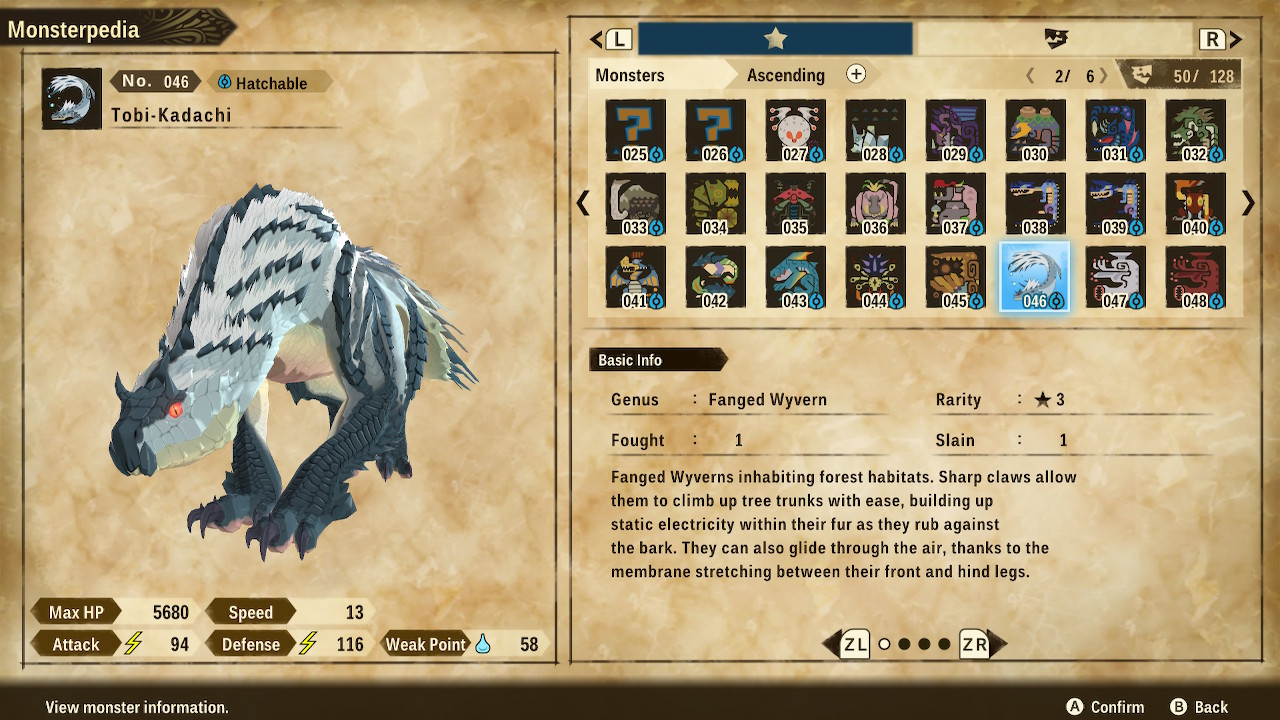 Monsterpedia
No. 046
Hatchable
Tobi-Kadachi
Max HP 5680
Speed 13
Attack 94
Defense 116
Weak Point 58
L
R
Monsters
Ascending
2/ 6
50/ 128
025 026 027 028 029 030 031 032
033 034 035 036 037 038 039 040
041 042 043 044 045 046 047 048
Basic Info
Genus : Fanged Wyvern
Rarity : ★ 3
Fought : 1
Slain : 1
Fanged Wyverns inhabiting forest habitats. Sharp claws allow
them to climb up tree trunks with ease, building up
static electricity within their fur as they rub against
the bark. They can also glide through the air, thanks to the
membrane stretching between their front and hind legs.
ZL
ZR
View monster information.
A Confirm
B Back